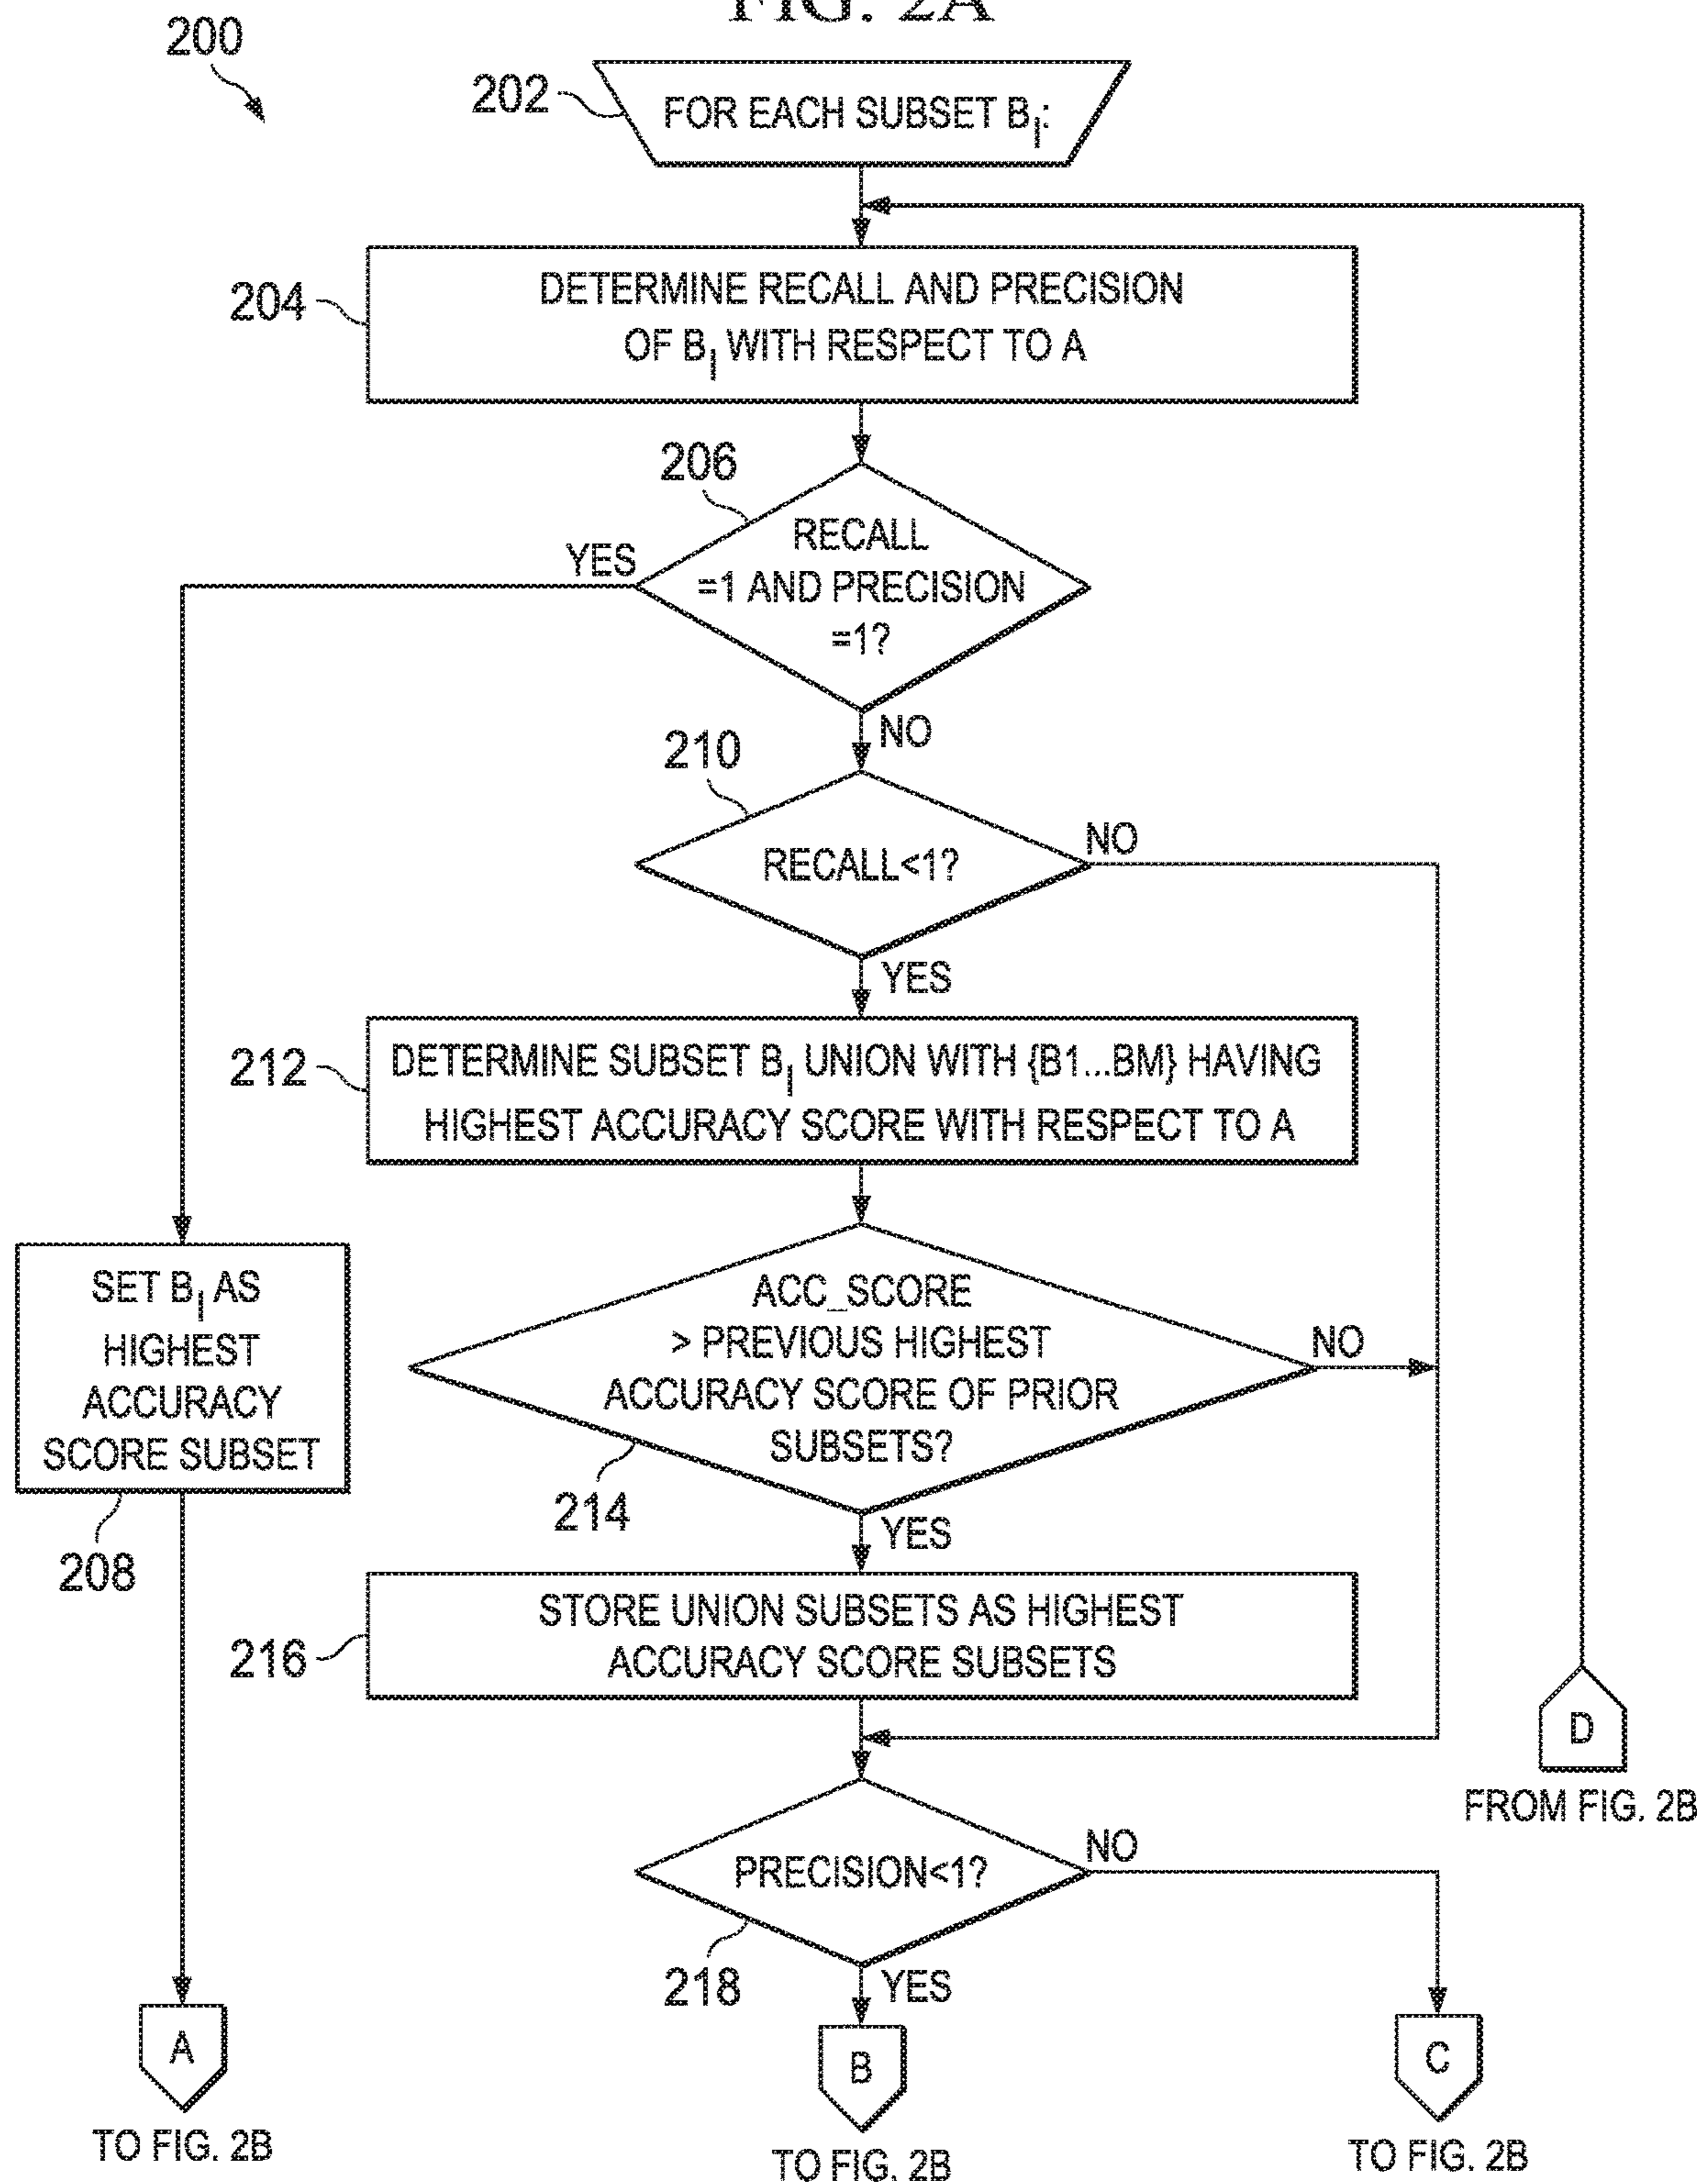 FIG. 2A
200
202
FOR EACH SUBSET Bi:
204
DETERMINE RECALL AND PRECISION
OF Bi WITH RESPECT TO A
206
RECALL
=1 AND PRECISION
=1?
YES
NO
210
RECALL<1?
NO
YES
212
DETERMINE SUBSET Bi UNION WITH {B1...BM} HAVING
HIGHEST ACCURACY SCORE WITH RESPECT TO A
SET Bi AS
HIGHEST
ACCURACY
SCORE SUBSET
208
ACC_SCORE
> PREVIOUS HIGHEST
ACCURACY SCORE OF PRIOR
SUBSETS?
NO
214
YES
216
STORE UNION SUBSETS AS HIGHEST
ACCURACY SCORE SUBSETS
D
FROM FIG. 2B
PRECISION<1?
NO
218
YES
A
TO FIG. 2B
B
TO FIG. 2B
C
TO FIG. 2B